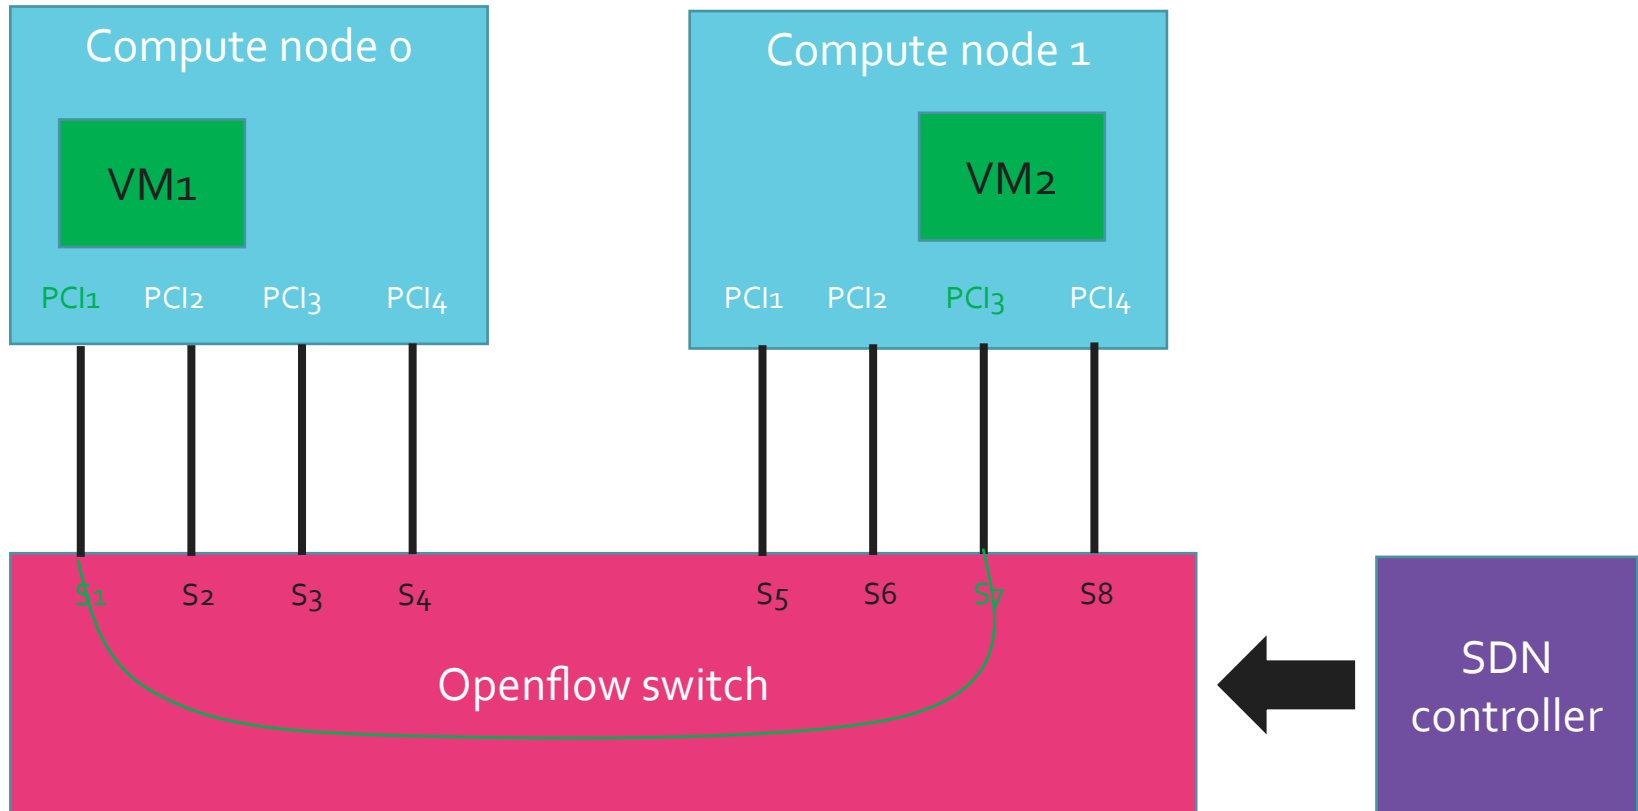 Compute node 0
Compute node 1
VM1
VM2
PCI1 PCI2 PCI3 PCI4
PCI1 PCI2 PCI3 PCI4
S1 S2 S3 S4
S5 S6 S7 S8
Openflow switch
SDN
controller